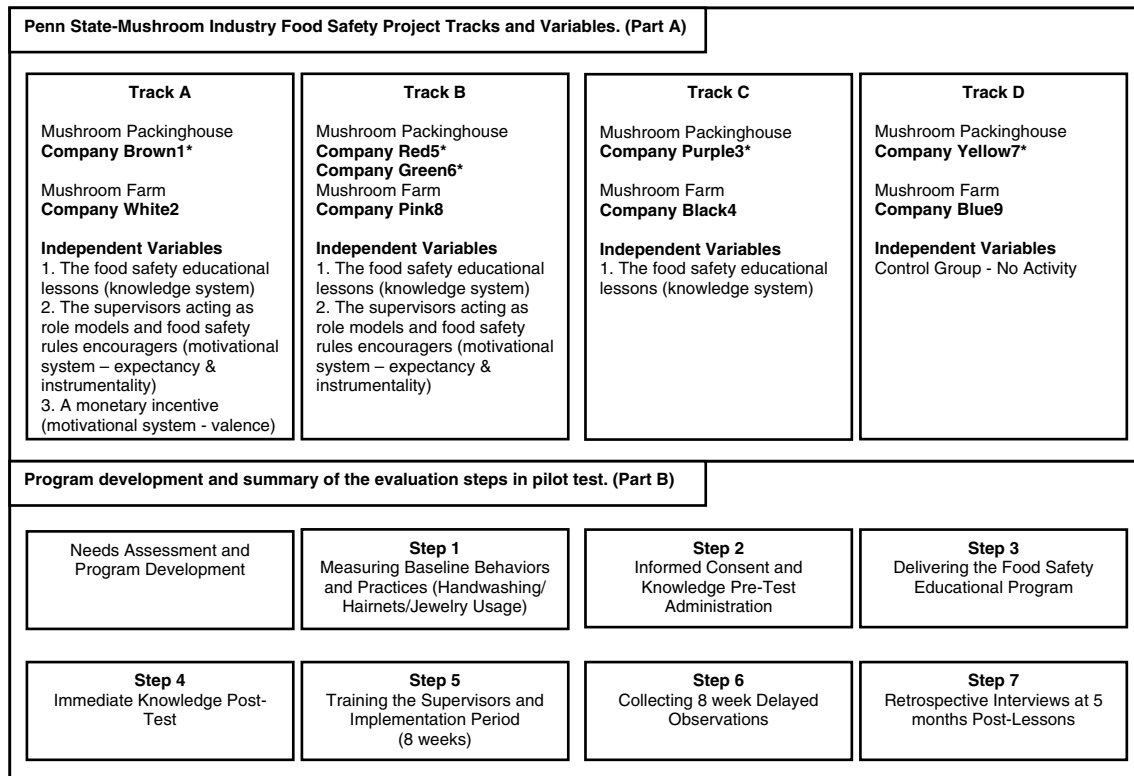 Penn State-Mushroom Industry Food Safety Project Tracks and Variables. (Part A)
Track A
Mushroom Packinghouse
Company Brown1*
Mushroom Farm
Company White2
Independent Variables
1. The food safety educational
lessons (knowledge system)
2. The supervisors acting as
role models and food safety
rules encouragers (motivational
system – expectancy &
instrumentality)
3. A monetary incentive
(motivational system - valence)
Track B
Mushroom Packinghouse
Company Red5*
Company Green6*
Mushroom Farm
Company Pink8
Independent Variables
1. The food safety educational
lessons (knowledge system)
2. The supervisors acting as
role models and food safety
rules encouragers (motivational
system – expectancy &
instrumentality)
Track C
Mushroom Packinghouse
Company Purple3*
Mushroom Farm
Company Black4
Independent Variables
1. The food safety educational
lessons (knowledge system)
Track D
Mushroom Packinghouse
Company Yellow7*
Mushroom Farm
Company Blue9
Independent Variables
Control Group - No Activity
Program development and summary of the evaluation steps in pilot test. (Part B)
Needs Assessment and
Program Development
Step 1
Measuring Baseline Behaviors
and Practices (Handwashing/
Hairnets/Jewelry Usage)
Step 2
Informed Consent and
Knowledge Pre-Test
Administration
Step 3
Delivering the Food Safety
Educational Program
Step 4
Immediate Knowledge Post-
Test
Step 5
Training the Supervisors and
Implementation Period
(8 weeks)
Step 6
Collecting 8 week Delayed
Observations
Step 7
Retrospective Interviews at 5
months Post-Lessons